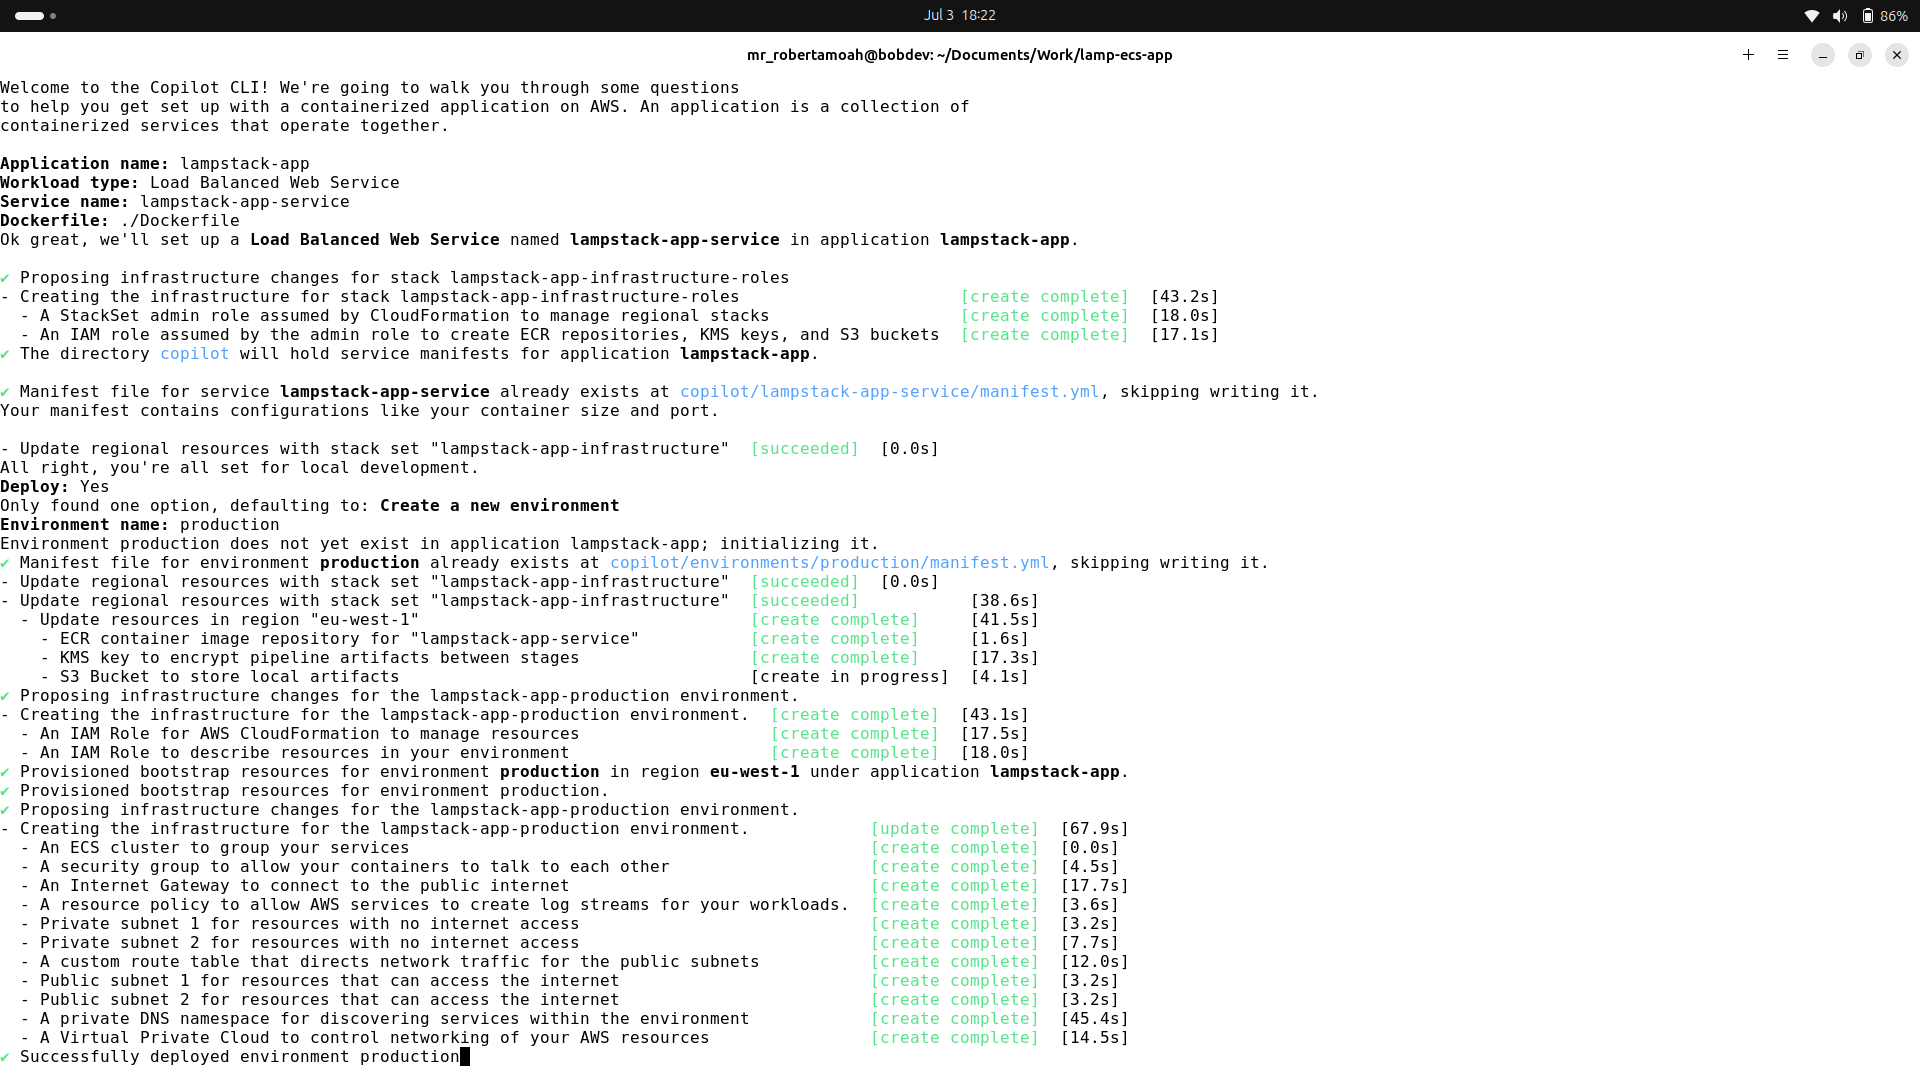 Jul 3 18:22
86%
mr_robertamoah@bobdev: ~/Documents/Work/lamp-ecs-app
Welcome to the Copilot CLI! We're going to walk you through some questions
to help you get set up with a containerized application on AWS. An application is a collection of
containerized services that operate together.
Application name: lampstack-app
Workload type: Load Balanced Web Service
Service name: lampstack-app-service
Dockerfile: ./Dockerfile
Ok great, we'll set up a Load Balanced Web Service named lampstack-app-service in application lampstack-app.
✔ Proposing infrastructure changes for stack lampstack-app-infrastructure-roles
- Creating the infrastructure for stack lampstack-app-infrastructure-roles [create complete] [43.2s]
- A StackSet admin role assumed by CloudFormation to manage regional stacks [create complete] [18.0s]
- An IAM role assumed by the admin role to create ECR repositories, KMS keys, and S3 buckets [create complete] [17.1s]
✔ The directory copilot will hold service manifests for application lampstack-app.
✔ Manifest file for service lampstack-app-service already exists at copilot/lampstack-app-service/manifest.yml, skipping writing it.
Your manifest contains configurations like your container size and port.
- Update regional resources with stack set "lampstack-app-infrastructure" [succeeded] [0.0s]
All right, you're all set for local development.
Deploy: Yes
Only found one option, defaulting to: Create a new environment
Environment name: production
Environment production does not yet exist in application lampstack-app; initializing it.
✔ Manifest file for environment production already exists at copilot/environments/production/manifest.yml, skipping writing it.
- Update regional resources with stack set "lampstack-app-infrastructure" [succeeded] [0.0s]
- Update regional resources with stack set "lampstack-app-infrastructure" [succeeded] [38.6s]
- Update resources in region "eu-west-1" [create complete] [41.5s]
- ECR container image repository for "lampstack-app-service" [create complete] [1.6s]
- KMS key to encrypt pipeline artifacts between stages [create complete] [17.3s]
- S3 Bucket to store local artifacts [create in progress] [4.1s]
✔ Proposing infrastructure changes for the lampstack-app-production environment.
- Creating the infrastructure for the lampstack-app-production environment. [create complete] [43.1s]
- An IAM Role for AWS CloudFormation to manage resources [create complete] [17.5s]
- An IAM Role to describe resources in your environment [create complete] [18.0s]
✔ Provisioned bootstrap resources for environment production in region eu-west-1 under application lampstack-app.
✔ Provisioned bootstrap resources for environment production.
✔ Proposing infrastructure changes for the lampstack-app-production environment.
- Creating the infrastructure for the lampstack-app-production environment. [update complete] [67.9s]
- An ECS cluster to group your services [create complete] [0.0s]
- A security group to allow your containers to talk to each other [create complete] [4.5s]
- An Internet Gateway to connect to the public internet [create complete] [17.7s]
- A resource policy to allow AWS services to create log streams for your workloads. [create complete] [3.6s]
- Private subnet 1 for resources with no internet access [create complete] [3.2s]
- Private subnet 2 for resources with no internet access [create complete] [7.7s]
- A custom route table that directs network traffic for the public subnets [create complete] [12.0s]
- Public subnet 1 for resources that can access the internet [create complete] [3.2s]
- Public subnet 2 for resources that can access the internet [create complete] [3.2s]
- A private DNS namespace for discovering services within the environment [create complete] [45.4s]
- A Virtual Private Cloud to control networking of your AWS resources [create complete] [14.5s]
✔ Successfully deployed environment production